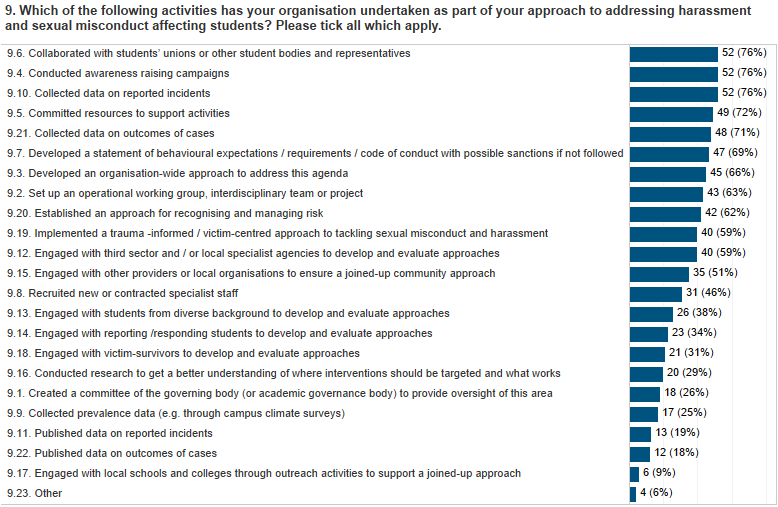 9. Which of the following activities has your organisation undertaken as part of your approach to addressing harassment
and sexual misconduct affecting students? Please tick all which apply.
9.6. Collaborated with students' unions or other student bodies and representatives 52 (76%)
9.4. Conducted awareness raising campaigns 52 (76%)
9.10. Collected data on reported incidents 52 (76%)
9.5. Committed resources to support activities 49 (72%)
9.21. Collected data on outcomes of cases 48 (71%)
9.7. Developed a statement of behavioural expectations / requirements / code of conduct with possible sanctions if not followed 47 (69%)
9.3. Developed an organisation-wide approach to address this agenda 45 (66%)
9.2. Set up an operational working group, interdisciplinary team or project 43 (63%)
9.20. Established an approach for recognising and managing risk 42 (62%)
9.19. Implemented a trauma -informed / victim-centred approach to tackling sexual misconduct and harassment 40 (59%)
9.12. Engaged with third sector and / or local specialist agencies to develop and evaluate approaches 40 (59%)
9.15. Engaged with other providers or local organisations to ensure a joined-up community approach 35 (51%)
9.8. Recruited new or contracted specialist staff 31 (46%)
9.13. Engaged with students from diverse background to develop and evaluate approaches 26 (38%)
9.14. Engaged with reporting /responding students to develop and evaluate approaches 23 (34%)
9.18. Engaged with victim-survivors to develop and evaluate approaches 21 (31%)
9.16. Conducted research to get a better understanding of where interventions should be targeted and what works 20 (29%)
9.1. Created a committee of the governing body (or academic governance body) to provide oversight of this area 18 (26%)
9.9. Collected prevalence data (e.g. through campus climate surveys) 17 (25%)
9.11. Published data on reported incidents 13 (19%)
9.22. Published data on outcomes of cases 12 (18%)
9.17. Engaged with local schools and colleges through outreach activities to support a joined-up approach 6 (9%)
9.23. Other 4 (6%)